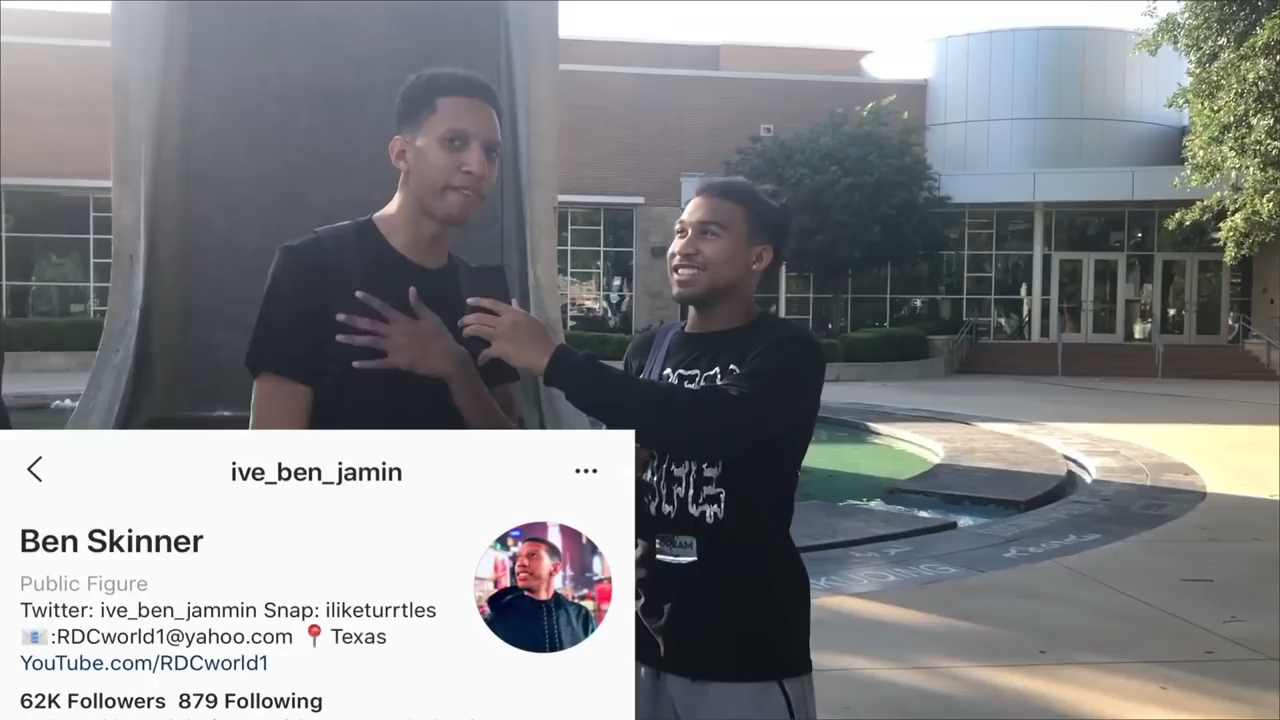 ive_ben_jamin
Ben Skinner
Public Figure
Twitter: ive_ben_jammin Snap: iliketurrtles
📧:RDCworld1@yahoo.com 📍 Texas
YouTube.com/RDCworld1
62K Followers 879 Following